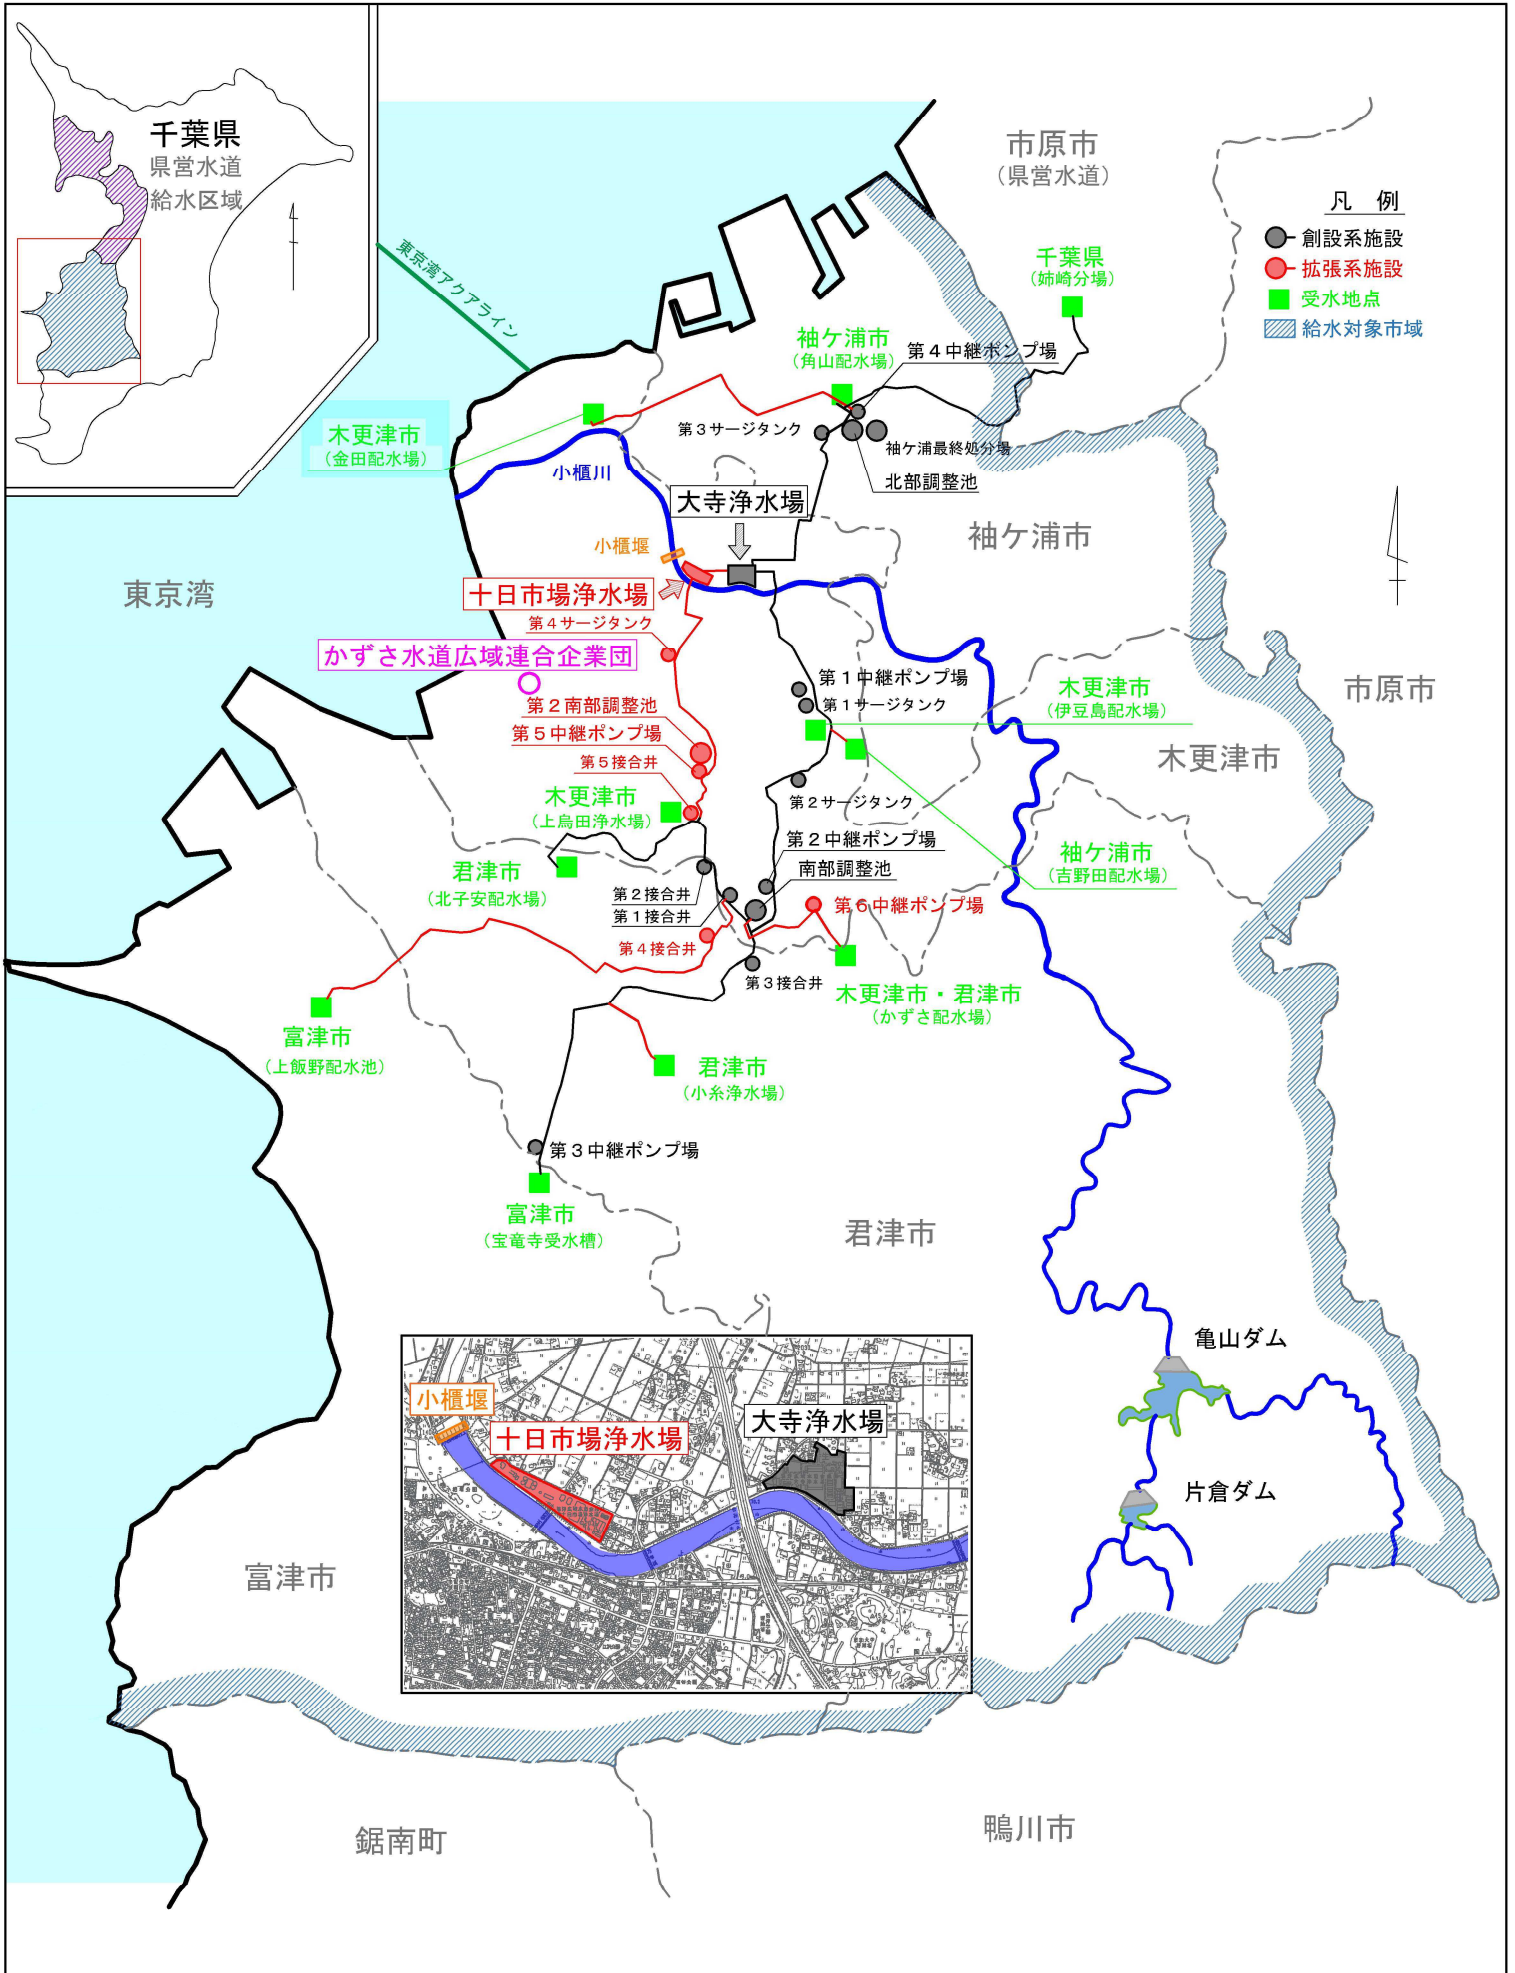 千葉県
県営水道
給水区域
市原市
（県営水道）
凡　例
創設系施設
拡張系施設
受水地点
給水対象市域
東京湾アクアライン
千葉県
（姉崎分場）
袖ケ浦市
（角山配水場）
第４中継ポンプ場
木更津市
（金田配水場）
第３サージタンク
袖ケ浦最終処分場
小櫃川
北部調整池
大寺浄水場
袖ケ浦市
小櫃堰
東京湾
十日市場浄水場
第４サージタンク
かずさ水道広域連合企業団
第１中継ポンプ場
木更津市
（伊豆島配水場）
市原市
第２南部調整池
第１サージタンク
第５中継ポンプ場
木更津市
第５接合井
木更津市
（上烏田浄水場）
第２サージタンク
第２中継ポンプ場
袖ケ浦市
（吉野田配水場）
君津市
（北子安配水場）
南部調整池
第２接合井
第１接合井
第６中継ポンプ場
第４接合井
第３接合井
木更津市・君津市
（かずさ配水場）
富津市
（上飯野配水池）
君津市
（小糸浄水場）
第３中継ポンプ場
富津市
（宝竜寺受水槽）
君津市
亀山ダム
小櫃堰
大寺浄水場
十日市場浄水場
片倉ダム
富津市
鋸南町
鴨川市